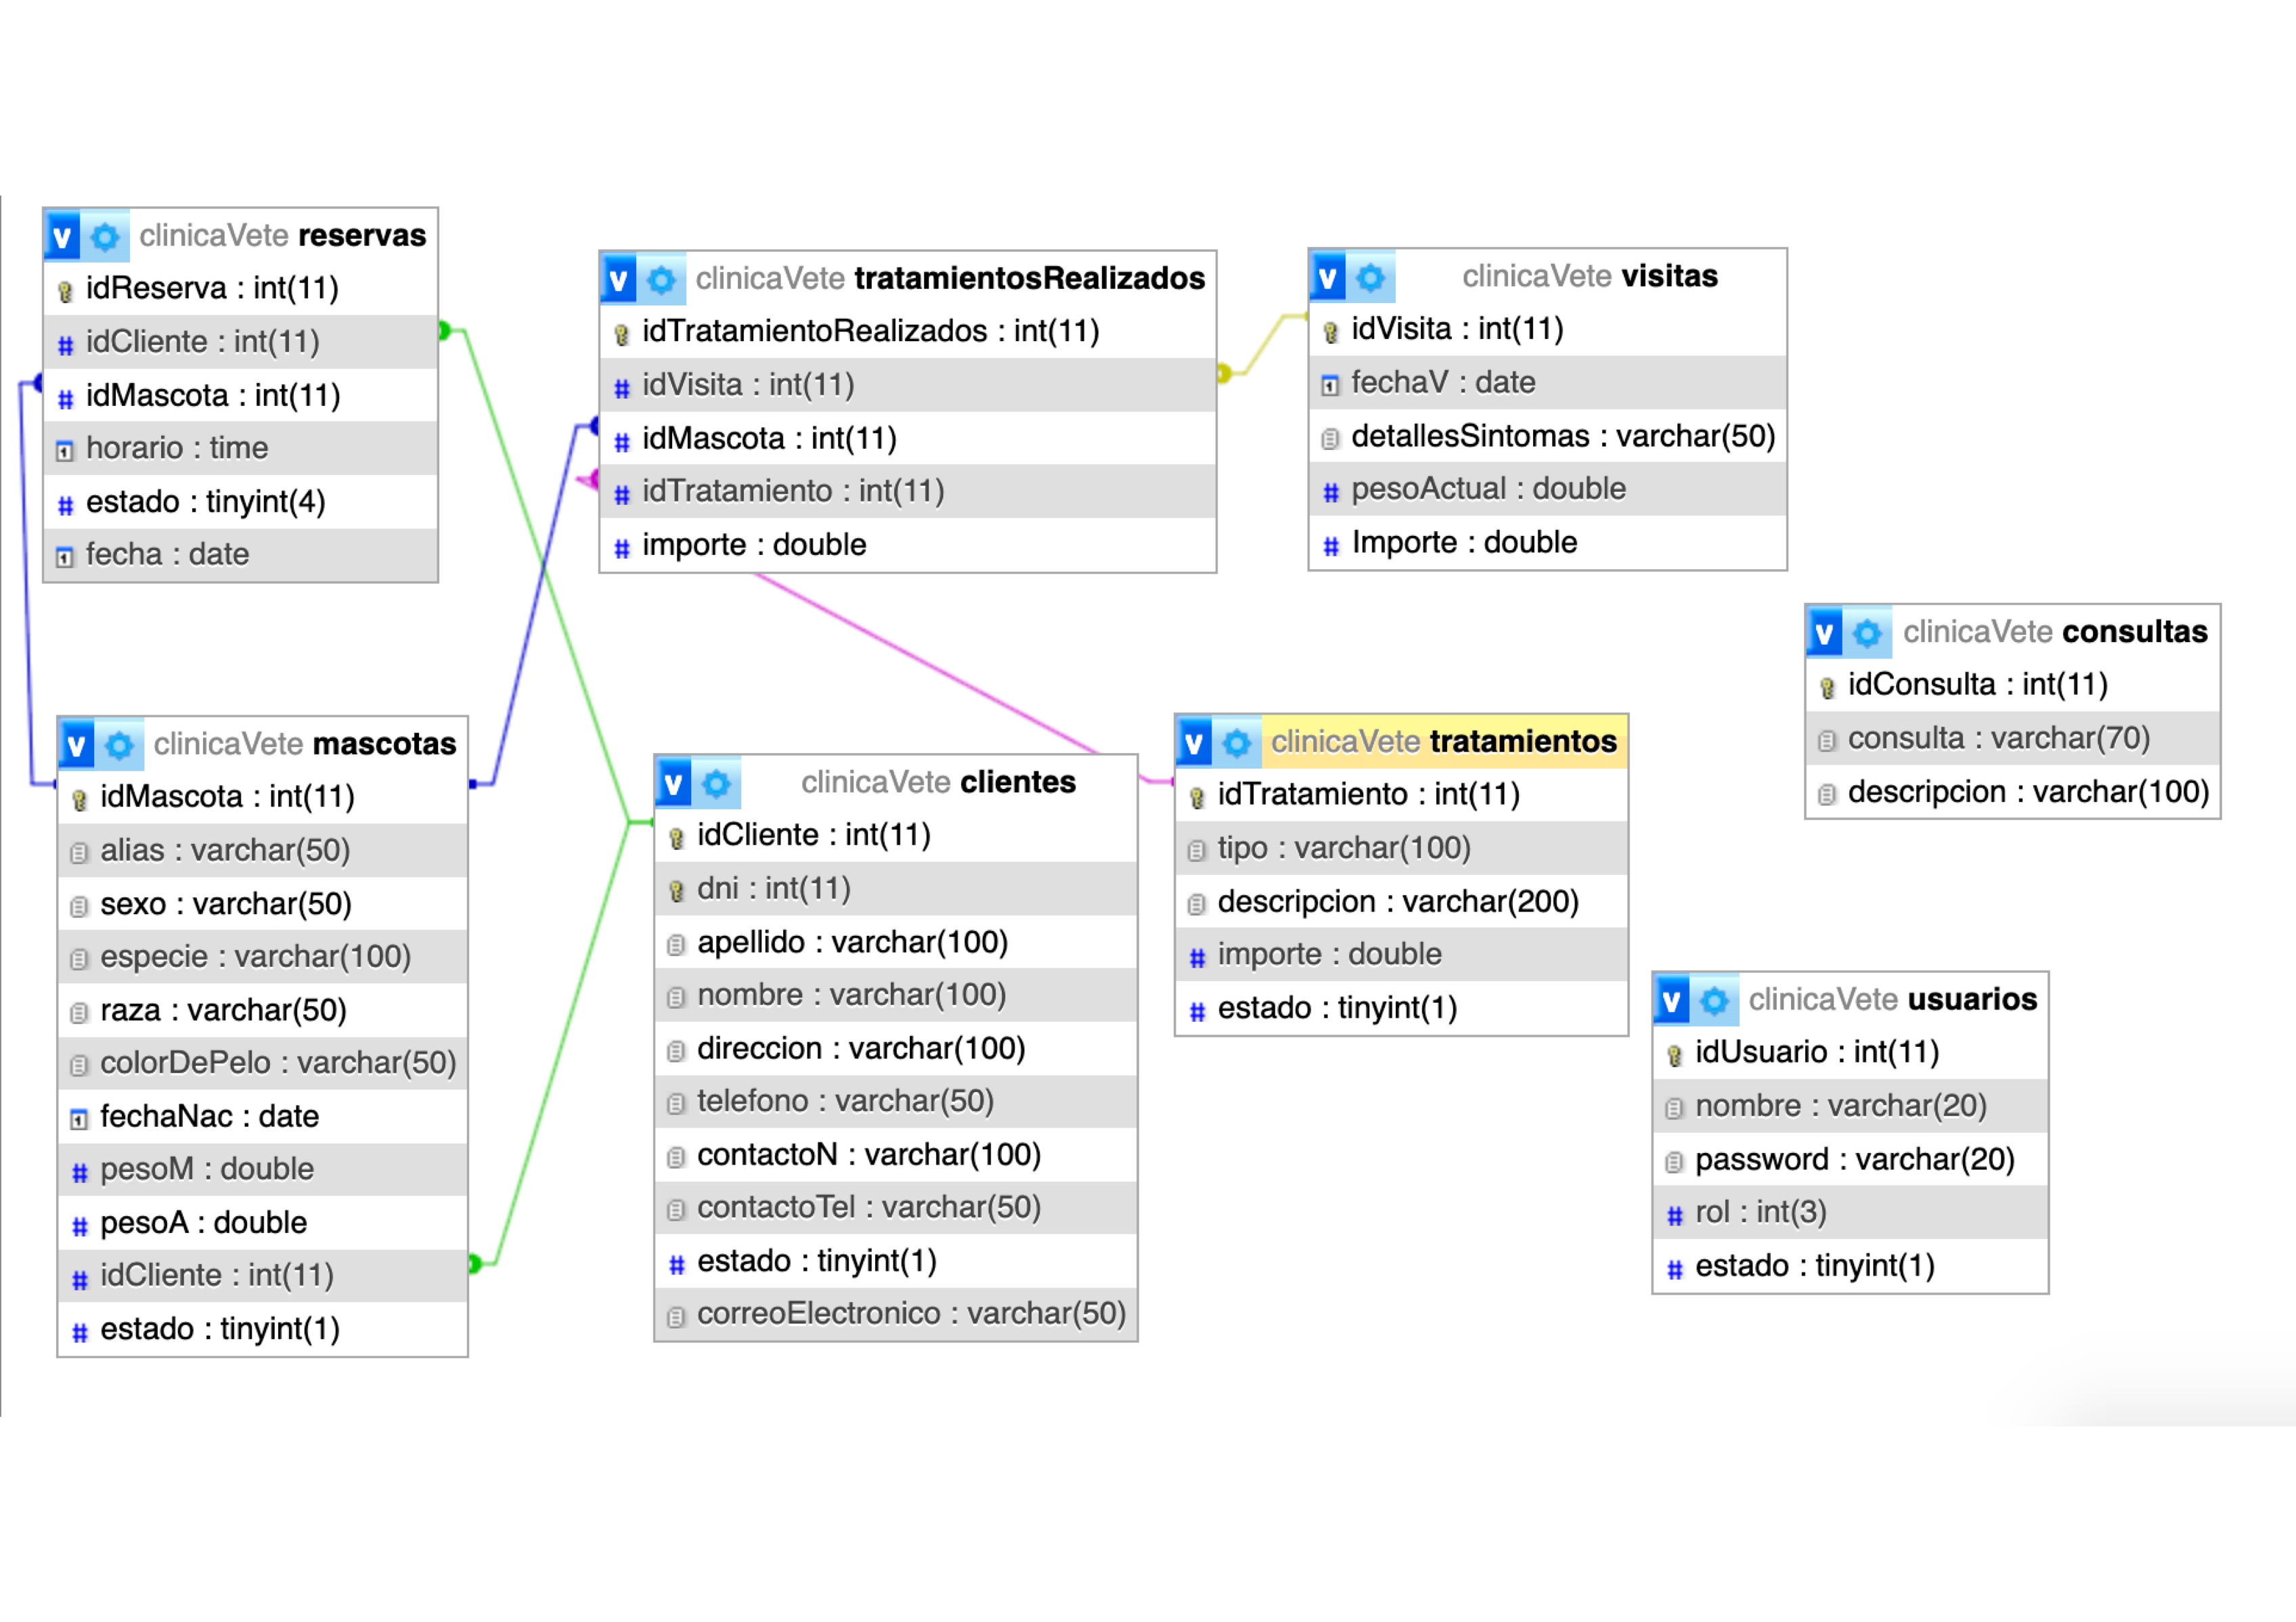 v clinicaVete reservas
idReserva : int(11)
idCliente : int(11)
idMascota : int(11)
horario : time
estado : tinyint(4)
fecha : date
v clinicaVete tratamientosRealizados
idTratamientoRealizados : int(11)
idVisita : int(11)
idMascota : int(11)
idTratamiento : int(11)
importe : double
v clinicaVete visitas
idVisita : int(11)
fechaV : date
detallesSintomas : varchar(50)
pesoActual : double
Importe : double
v clinicaVete consultas
idConsulta : int(11)
consulta : varchar(70)
descripcion : varchar(100)
v clinicaVete mascotas
idMascota : int(11)
alias : varchar(50)
sexo : varchar(50)
especie : varchar(100)
raza : varchar(50)
colorDePelo : varchar(50)
fechaNac : date
pesoM : double
pesoA : double
idCliente : int(11)
estado : tinyint(1)
v clinicaVete clientes
idCliente : int(11)
dni : int(11)
apellido : varchar(100)
nombre : varchar(100)
direccion : varchar(100)
telefono : varchar(50)
contactoN : varchar(100)
contactoTel : varchar(50)
estado : tinyint(1)
correoElectronico : varchar(50)
v clinicaVete tratamientos
idTratamiento : int(11)
tipo : varchar(100)
descripcion : varchar(200)
importe : double
estado : tinyint(1)
v clinicaVete usuarios
idUsuario : int(11)
nombre : varchar(20)
password : varchar(20)
rol : int(3)
estado : tinyint(1)